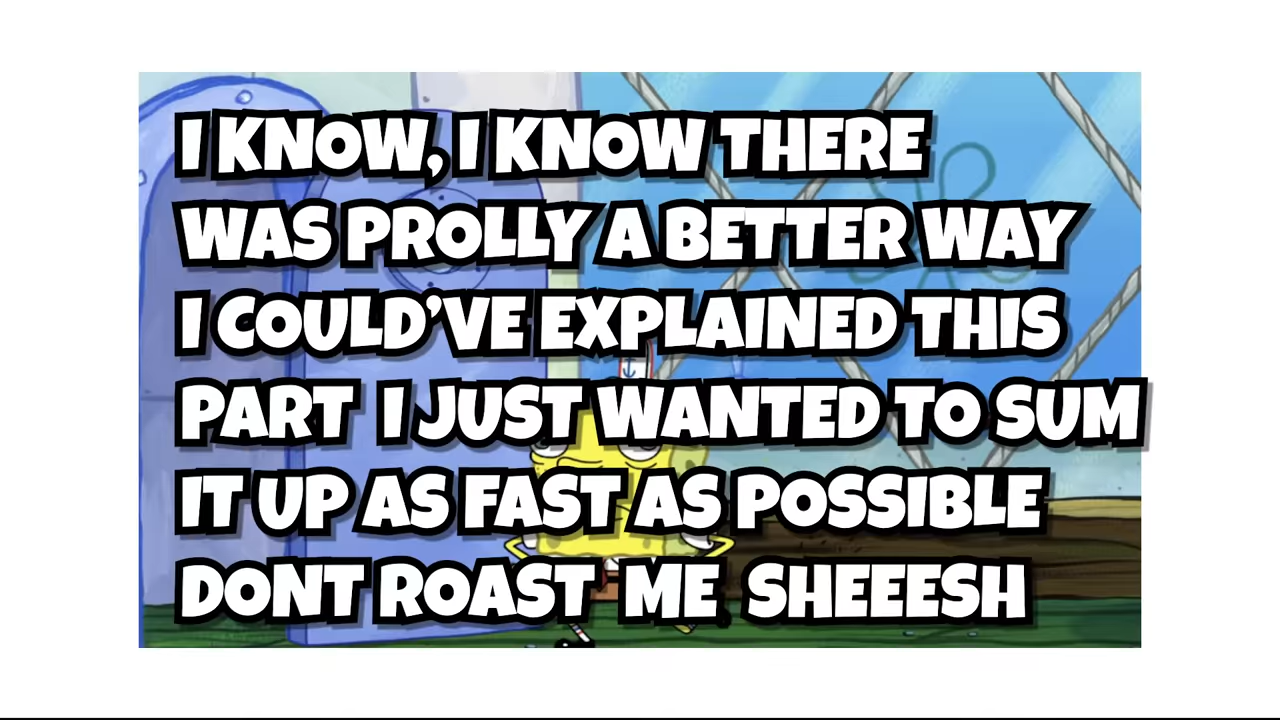 I KNOW, I KNOW THERE
WAS PROLLY A BETTER WAY
I COULD'VE EXPLAINED THIS
PART I JUST WANTED TO SUM
IT UP AS FAST AS POSSIBLE
DONT ROAST ME SHEEESH